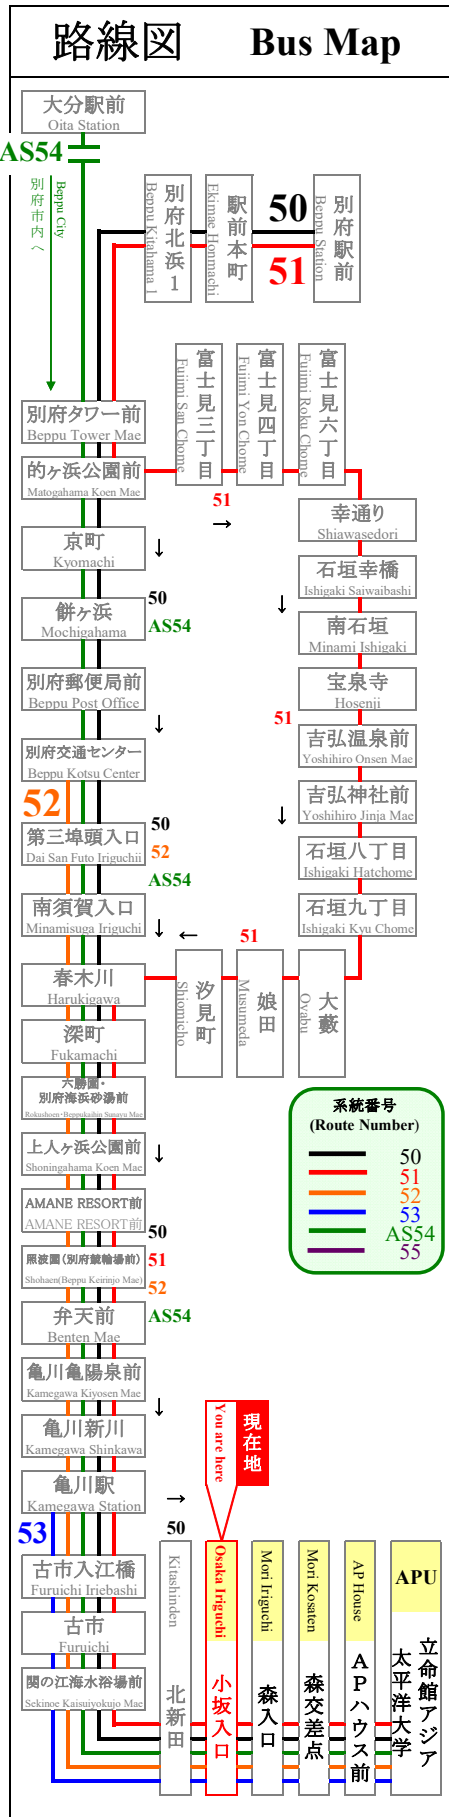 路線図 Bus Map
大分駅前
Oita Station
AS54
Beppu City
別府市内へ
別府北浜1
Beppu Kitahama 1
駅前本町
Ekimae Honmachi
50
51
別府駅前
Beppu Station
別府タワー前
Beppu Tower Mae
的ヶ浜公園前
Matogahama Koen Mae
富士見三丁目
Fujimi San Chome
富士見四丁目
Fujimi Yon Chome
富士見六丁目
Fujimi Roku Chome
51
→
幸通り
Shiawasedori
京町
Kyomachi
↓
石垣幸橋
Ishigaki Saiwaibashi
餅ヶ浜
Mochigahama
50
AS54
↓
南石垣
Minami Ishigaki
別府郵便局前
Beppu Post Office
宝泉寺
Hosenji
51
↓
吉弘温泉前
Yoshihiro Onsen Mae
別府交通センター
Beppu Kotsu Center
52
吉弘神社前
Yoshihiro Jinja Mae
第三埠頭入口
Dai San Futo Iriguchii
50
52
AS54
↓
石垣八丁目
Ishigaki Hatchome
南須賀入口
Minamisuga Iriguchi
↓
石垣九丁目
Ishigaki Kyu Chome
51
←
春木川
Harukigawa
汐見町
Shiomicho
娘田
Musumeda
大藪
Oyabu
深町
Fukamachi
六勝園・
別府海浜砂湯前
Rokushoen・Beppukaihin Sunayu Mae
上人ヶ浜公園前
Shoningahama Koen Mae
↓
系統番号
(Route Number)
50
51
52
53
AS54
55
AMANE RESORT前
AMANE RESORT前
照波園(別府競輪場前)
Shohaen(Beppu Keirinjo Mae)
50
51
52
AS54
弁天前
Benten Mae
亀川亀陽泉前
Kamegawa Kiyosen Mae
↓
亀川新川
Kamegawa Shinkawa
亀川駅
Kamegawa Station
→
50
53
古市入江橋
Furuichi Iriebashi
古市
Furuichi
関の江海水浴場前
Sekinoe Kaisuiyokujo Mae
You are here
現在地
Kitashinden
北新田
Osaka Iriguchi
小坂入口
Mori Iriguchi
森入口
Mori Kosaten
森交差点
AP House
APハウス前
APU
立命館アジア
太平洋大学